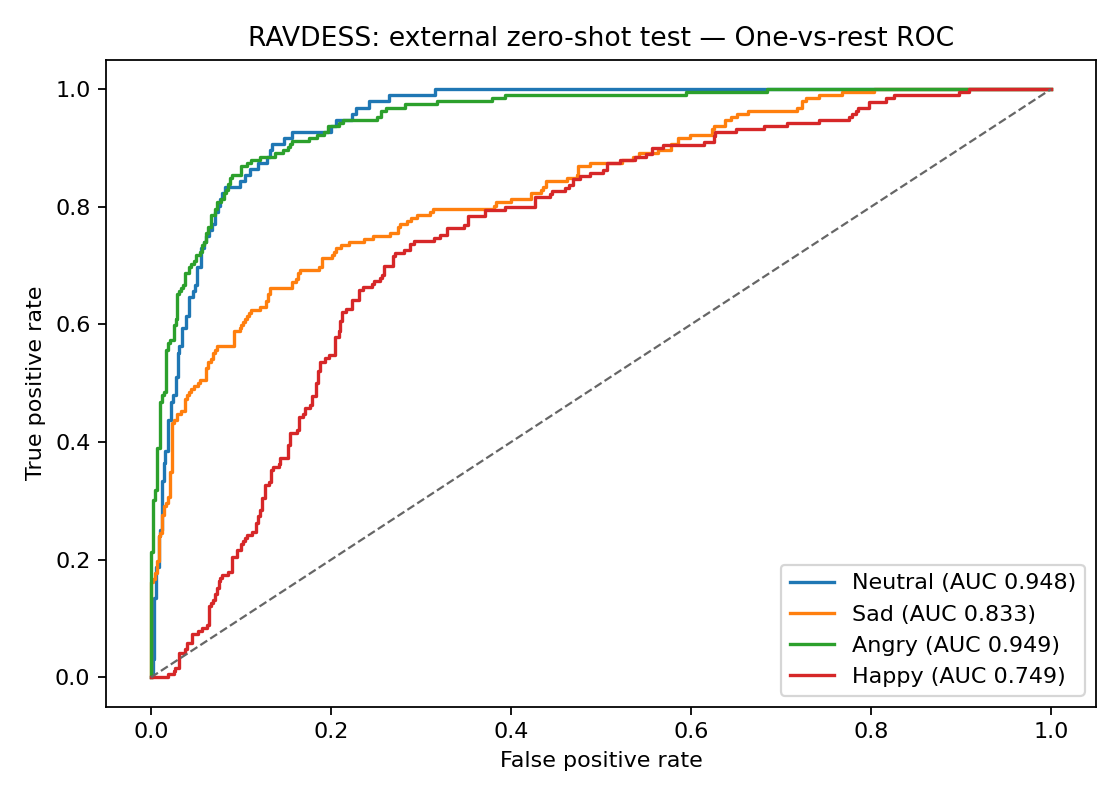 RAVDESS: external zero-shot test — One-vs-rest ROC
1.0
0.8
0.6
0.4
0.2
0.0
True positive rate
Neutral (AUC 0.948)
Sad (AUC 0.833)
Angry (AUC 0.949)
Happy (AUC 0.749)
0.0 0.2 0.4 0.6 0.8 1.0
False positive rate